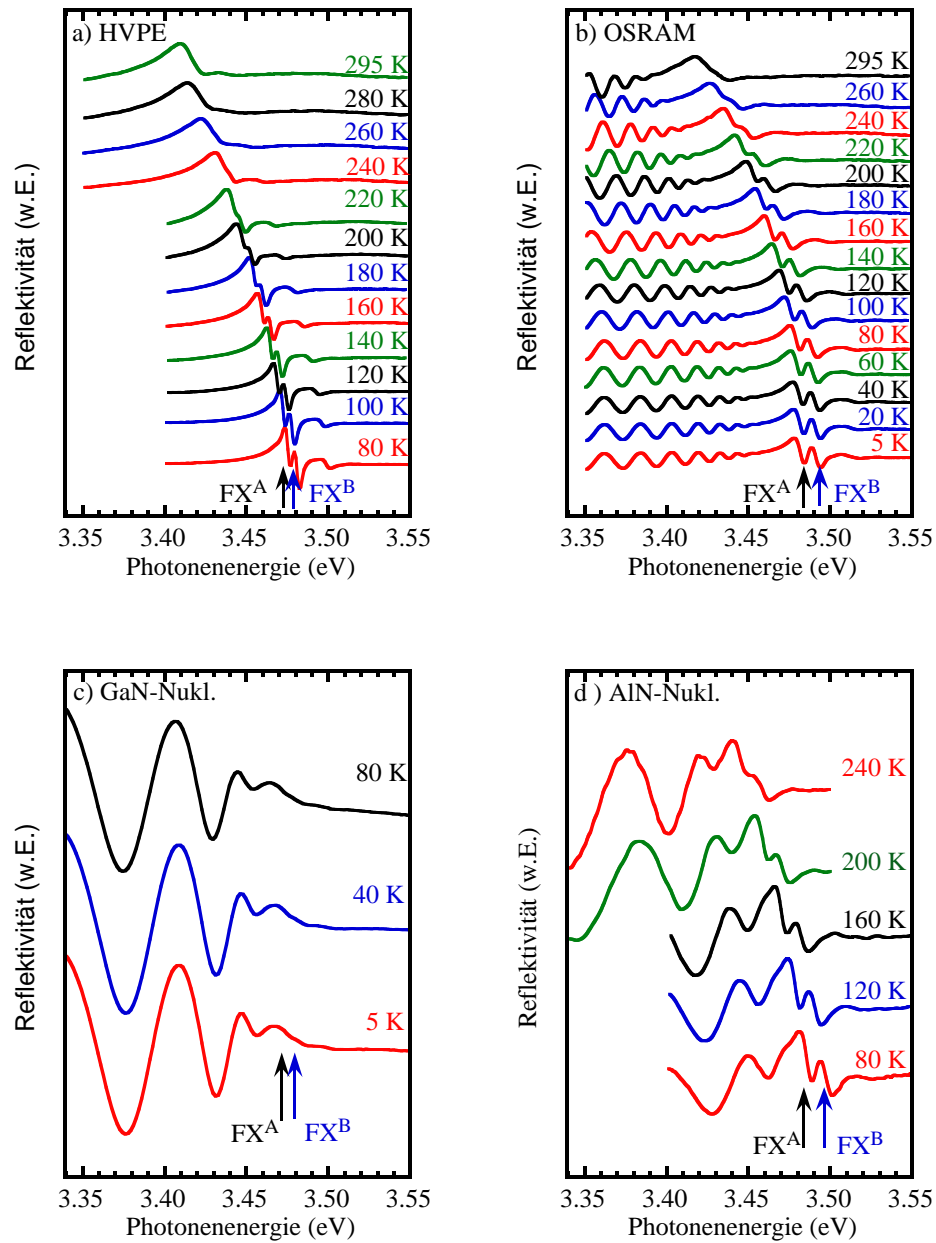 a) HVPE
295 K
280 K
260 K
240 K
220 K
200 K
180 K
160 K
140 K
120 K
100 K
80 K
FX^A
FX^B
3.35 3.40 3.45 3.50 3.55
Photonenenergie (eV)
Reflektivität (w.E.)
b) OSRAM
295 K
260 K
240 K
220 K
200 K
180 K
160 K
140 K
120 K
100 K
80 K
60 K
40 K
20 K
5 K
FX^A
FX^B
3.35 3.40 3.45 3.50 3.55
Photonenenergie (eV)
Reflektivität (w.E.)
c) GaN-Nukl.
80 K
40 K
5 K
FX^A
FX^B
3.35 3.40 3.45 3.50 3.55
Photonenenergie (eV)
Reflektivität (w.E.)
d ) AlN-Nukl.
240 K
200 K
160 K
120 K
80 K
FX^A
FX^B
3.35 3.40 3.45 3.50 3.55
Photonenenergie (eV)
Reflektivität (w.E.)